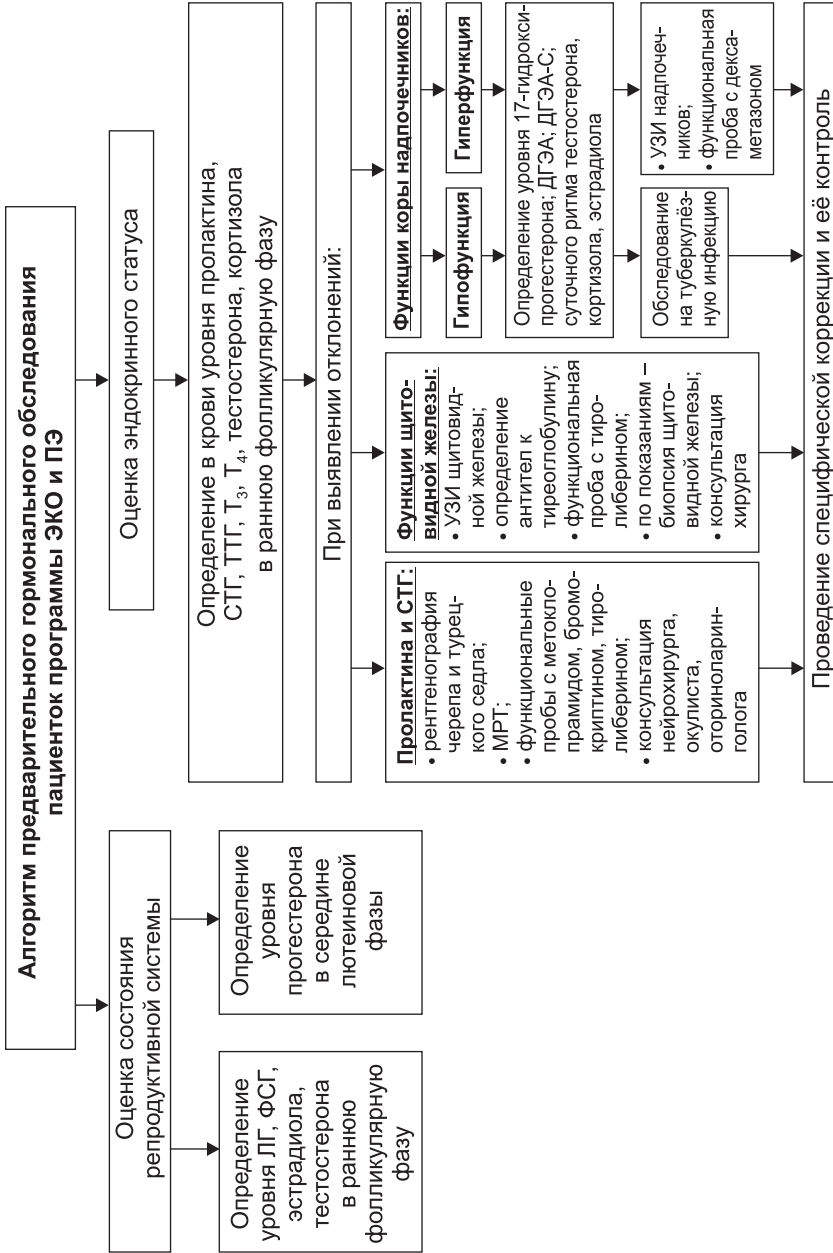 Алгоритм предварительного гормонального обследования
пациенток программы ЭКО и ПЭ
Оценка состояния
репродуктивной системы
Определение
уровня ЛГ, ФСГ,
эстрадиола,
тестостерона
в раннюю
фолликулярную
фазу
Определение
уровня
прогестерона
в середине
лютеиновой
фазы
Оценка эндокринного статуса
Определение в крови уровня пролактина,
СТГ, ТТГ, Т3, Т4, тестостерона, кортизола
в раннюю фолликулярную фазу
При выявлении отклонений:
Пролактина и СТГ:
• рентгенография
черепа и турец-
кого седла;
• МРТ;
• функциональные
пробы с метокло-
прамидом, бромо-
криптином, тиро-
либерином;
• консультация
нейрохирурга,
окулиста,
оториноларин-
голога
Функции щито-
видной железы:
• УЗИ щитовид-
ной железы;
• определение
антител к
тиреоглобулину;
• функциональная
проба с тиро-
либерином;
• по показаниям –
биопсия щито-
видной железы;
• консультация
хирурга
Функции коры надпочечников:
Гипофункция
Гиперфункция
Определение уровня 17-гидрокси-
прогестерона; ДГЭА; ДГЭА-С;
суточного ритма тестостерона,
кортизола, эстрадиола
Обследование
на туберкулёз-
ную инфекцию
• УЗИ надпочеч-
ников;
• функциональная
проба с декса-
метазоном
Проведение специфической коррекции и её контроль